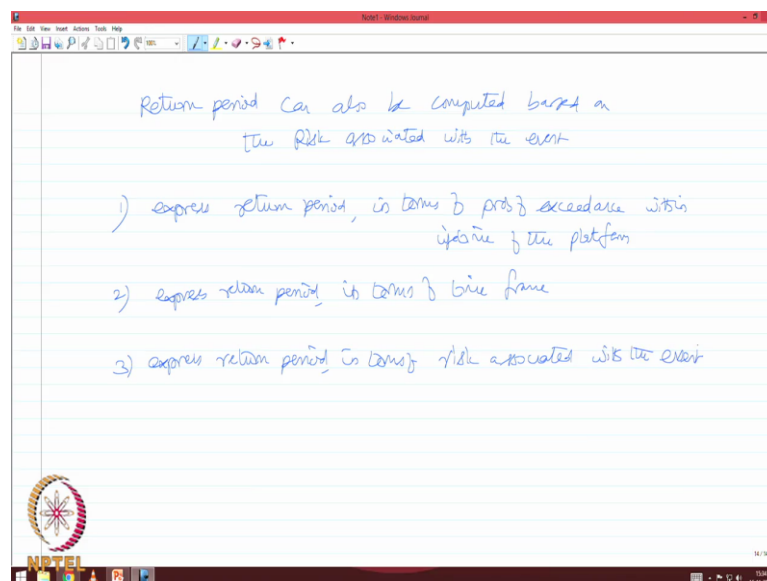 Note1 - Windows Journal
File Edit View Insert Actions Tools Help
100%
Return period can also be computed based on
the Risk associated with the event
1) express return period, in terms of prob of exceedance within
lifetime of the platform
2) express return period, in terms of time frame
3) express return period, in terms of risk associated with the event
NPTEL